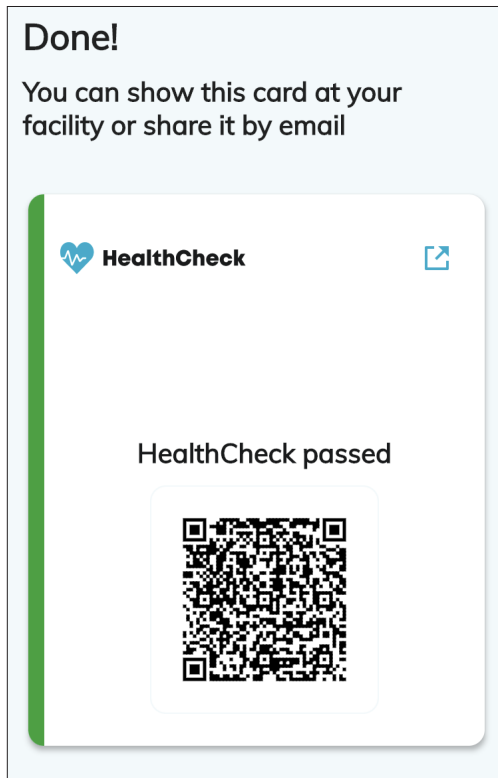 Done!
You can show this card at your
facility or share it by email
HealthCheck
HealthCheck passed